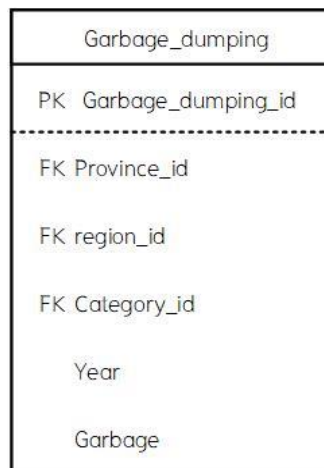 Garbage_dumping
PK Garbage_dumping_id
FK Province_id
FK region_id
FK Category_id
Year
Garbage